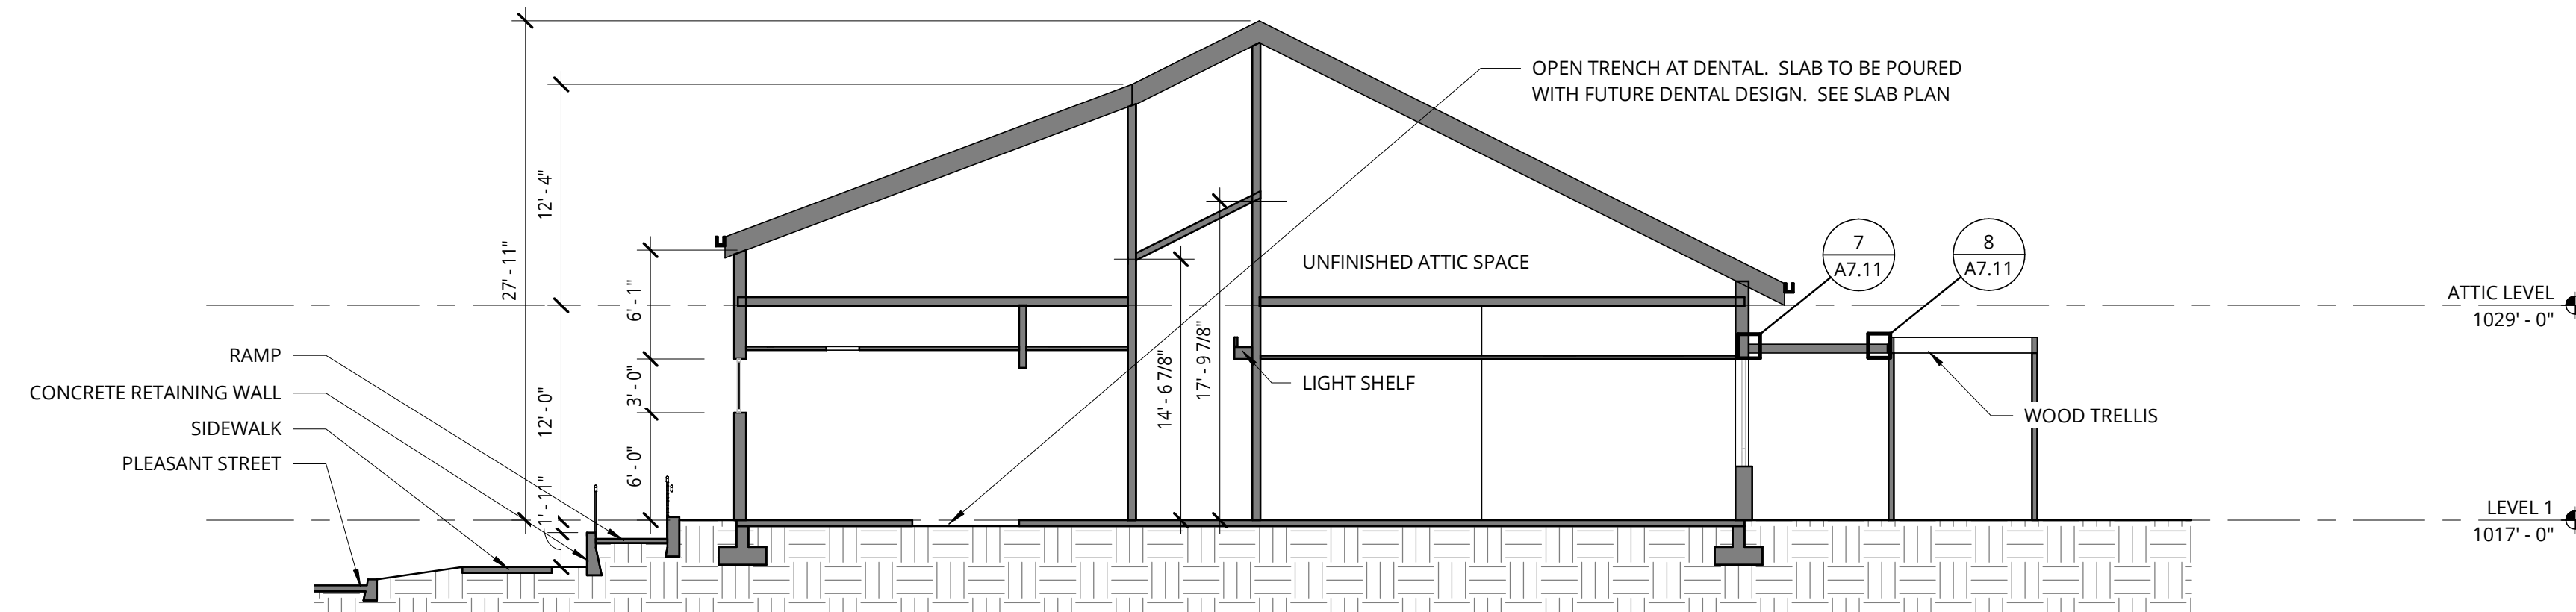 OPEN TRENCH AT DENTAL. SLAB TO BE POURED
WITH FUTURE DENTAL DESIGN. SEE SLAB PLAN
12' - 4"
27' - 11"
6' - 1"
3' - 0"
12' - 0"
6' - 0"
1' - 11"
14' - 6 7/8"
17' - 9 7/8"
UNFINISHED ATTIC SPACE
7
A7.11
8
A7.11
ATTIC LEVEL
1029' - 0"
RAMP
CONCRETE RETAINING WALL
SIDEWALK
PLEASANT STREET
LIGHT SHELF
WOOD TRELLIS
LEVEL 1
1017' - 0"